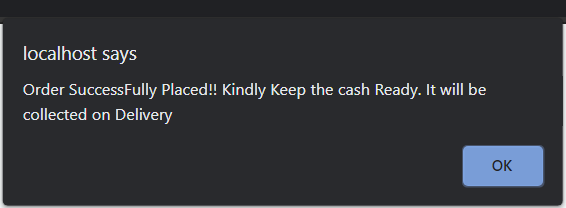 localhost says
Order SuccessFully Placed!! Kindly Keep the cash Ready. It will be
collected on Delivery
OK